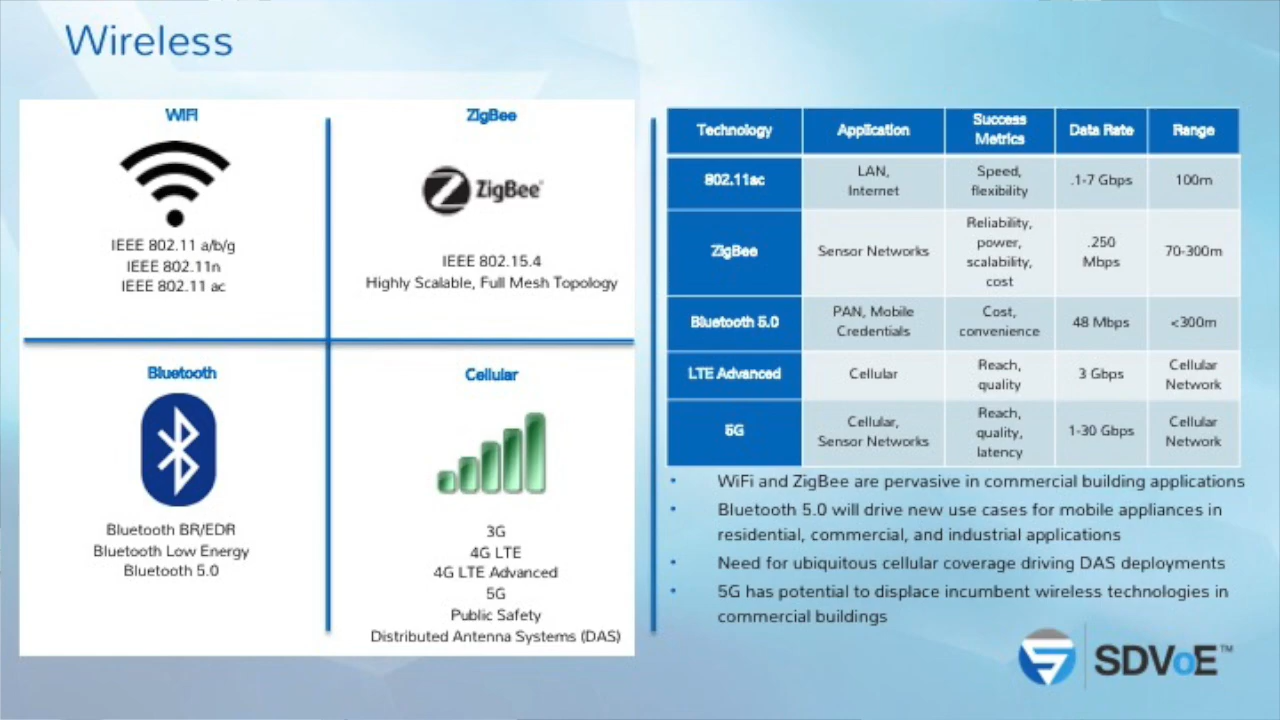 Wireless
WiFi
IEEE 802.11 a/b/g
IEEE 802.11n
IEEE 802.11 ac
ZigBee
ZigBee®
IEEE 802.15.4
Highly Scalable, Full Mesh Topology
Bluetooth
Bluetooth BR/EDR
Bluetooth Low Energy
Bluetooth 5.0
Cellular
3G
4G LTE
4G LTE Advanced
5G
Public Safety
Distributed Antenna Systems (DAS)
Technology Application Success Metrics Data Rate Range
802.11ac LAN, Internet Speed, flexibility .1-7 Gbps 100m
ZigBee Sensor Networks Reliability, power, scalability, cost .250 Mbps 70-300m
Bluetooth 5.0 PAN, Mobile Credentials Cost, convenience 48 Mbps <300m
LTE Advanced Cellular Reach, quality 3 Gbps Cellular Network
5G Cellular, Sensor Networks Reach, quality, latency 1-30 Gbps Cellular Network
• WiFi and ZigBee are pervasive in commercial building applications
• Bluetooth 5.0 will drive new use cases for mobile appliances in
residential, commercial, and industrial applications
• Need for ubiquitous cellular coverage driving DAS deployments
• 5G has potential to displace incumbent wireless technologies in
commercial buildings
SDVoE™